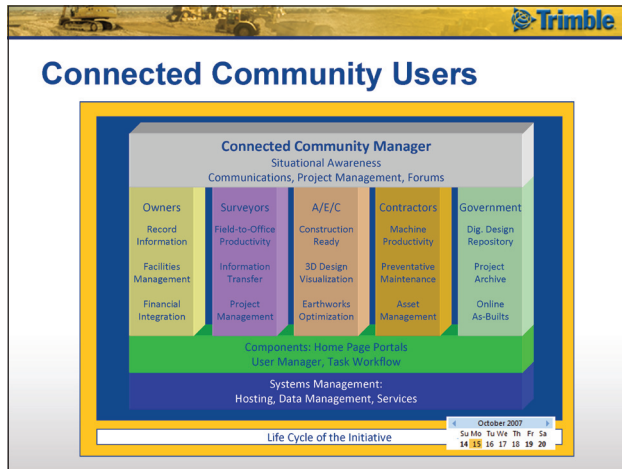 Trimble
Connected Community Users
Connected Community Manager
Situational Awareness
Communications, Project Management, Forums
Owners
Record
Information
Facilities
Management
Financial
Integration
Surveyors
Field-to-Office
Productivity
Information
Transfer
Project
Management
A/E/C
Construction
Ready
3D Design
Visualization
Earthworks
Optimization
Contractors
Machine
Productivity
Preventative
Maintenance
Asset
Management
Government
Dig. Design
Repository
Project
Archive
Online
As-Builts
Components: Home Page Portals
User Manager, Task Workflow
Systems Management:
Hosting, Data Management, Services
Life Cycle of the Initiative
October 2007
Su Mo Tu We Th Fr Sa
14 15 16 17 18 19 20